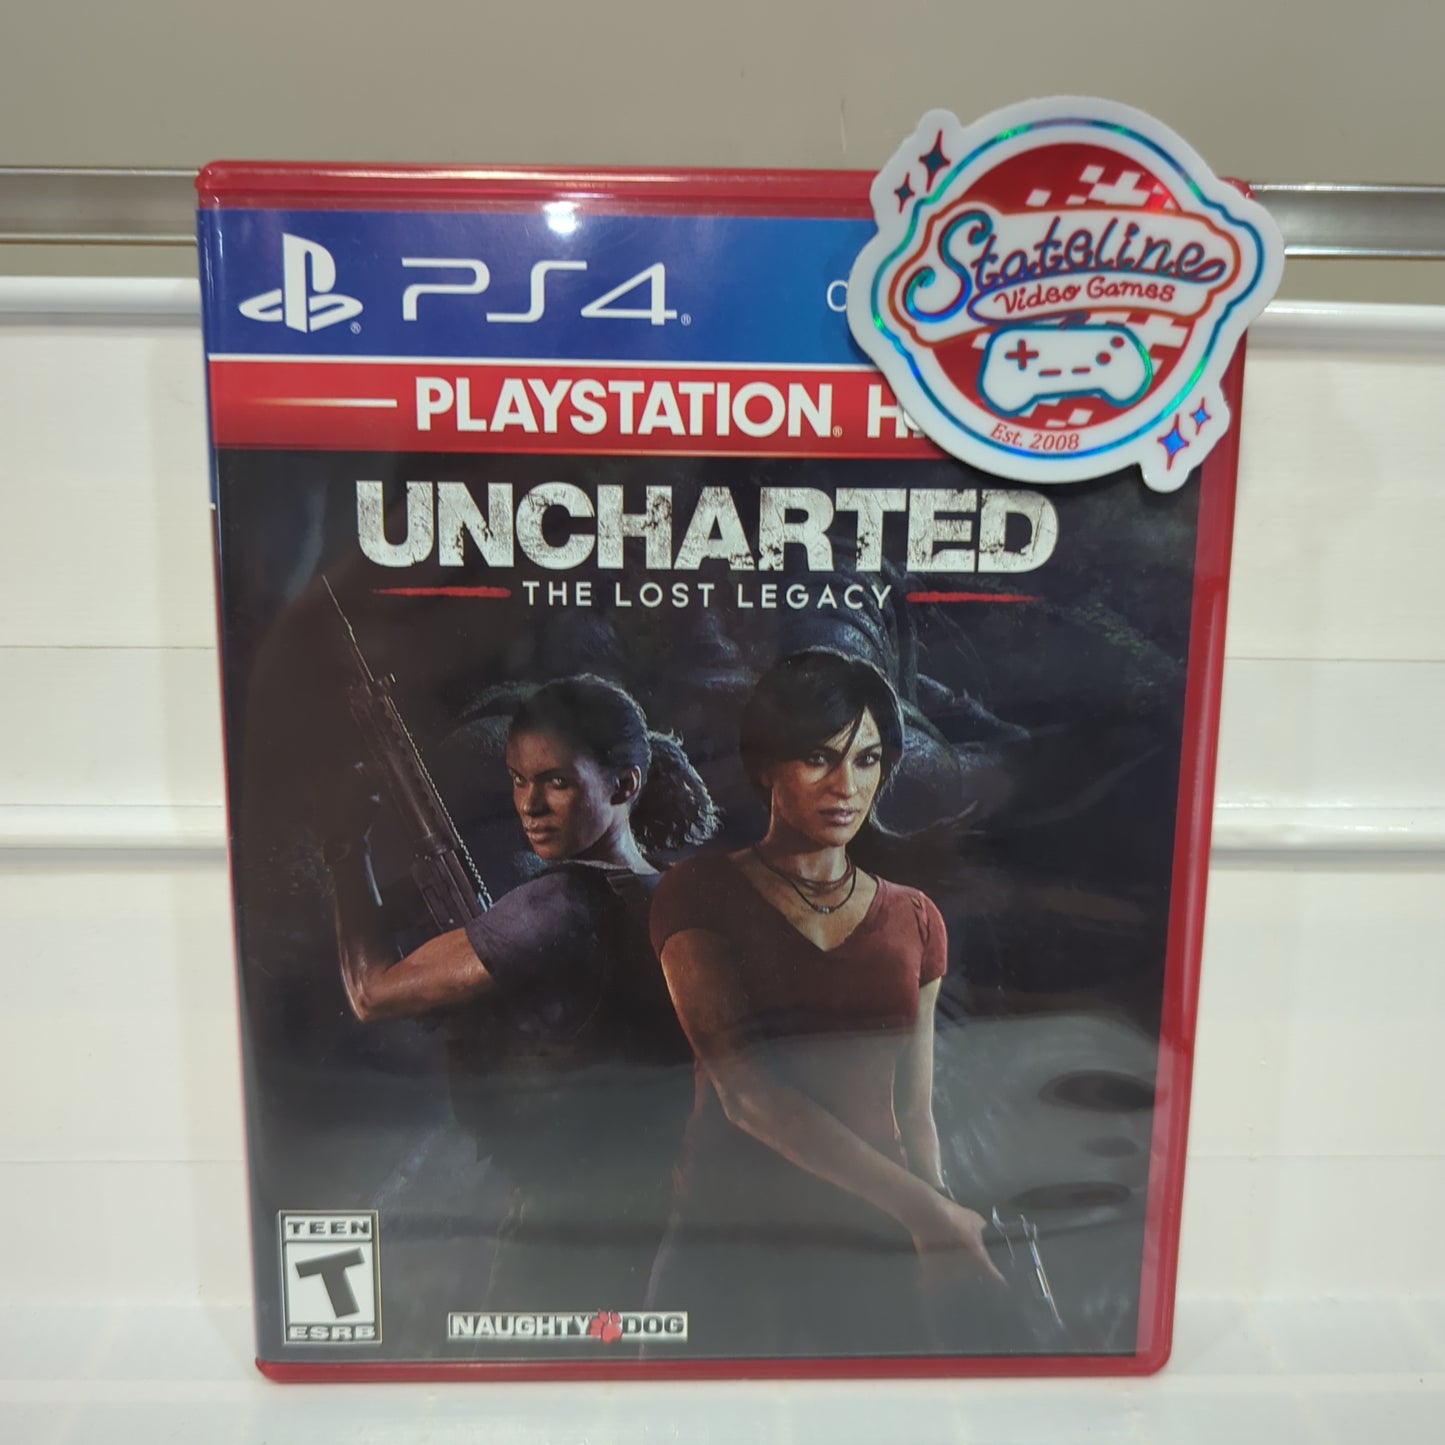 PS4
Stateline
Video Games
Est. 2008
PLAYSTATION
UNCHARTED
THE LOST LEGACY
TEEN
T
ESRB
NAUGHTY DOG